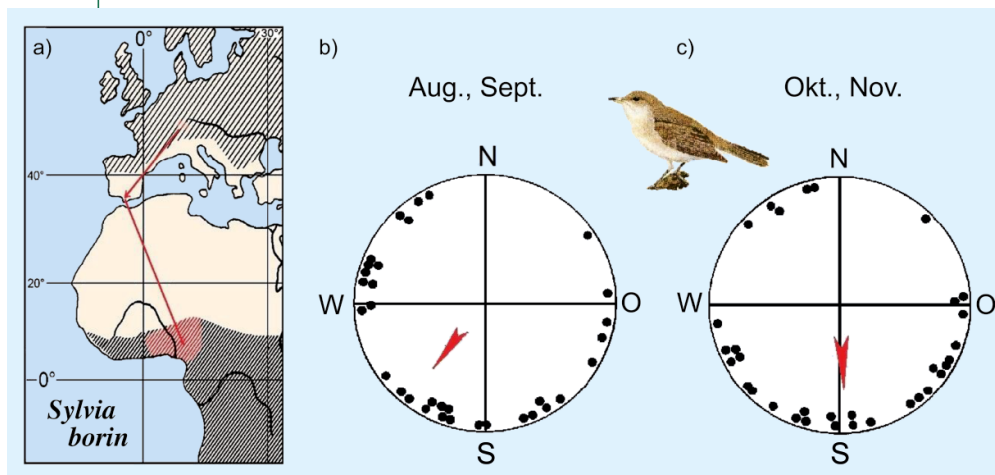 a)
0°
30°
40°
20°
0°
Sylvia
borin
b)
Aug., Sept.
N
W
O
S
c)
Okt., Nov.
N
W
O
S